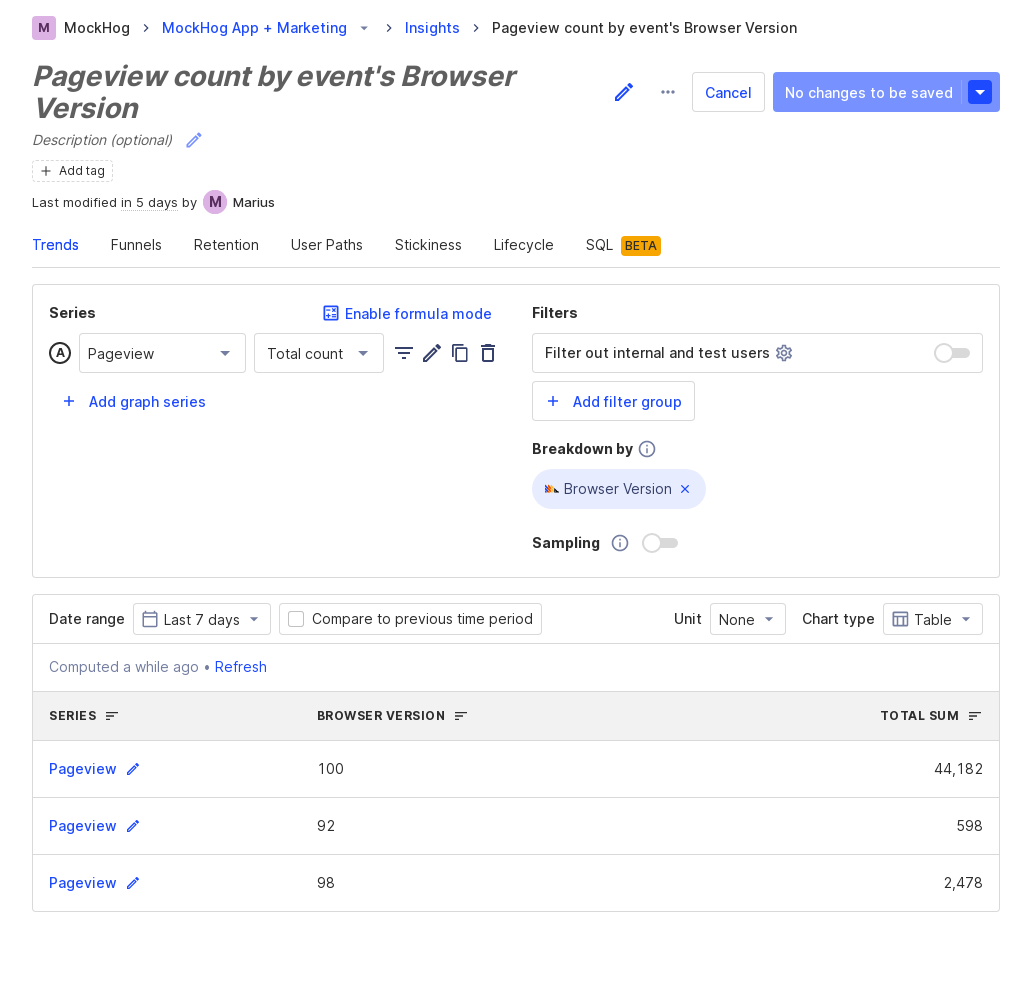 M MockHog > MockHog App + Marketing > Insights > Pageview count by event's Browser Version
Pageview count by event's Browser
Version
Cancel
No changes to be saved
Description (optional)
Add tag
Last modified in 5 days by M Marius
Trends Funnels Retention User Paths Stickiness Lifecycle SQL BETA
Series
Enable formula mode
A Pageview Total count
+ Add graph series
Filters
Filter out internal and test users
+ Add filter group
Breakdown by
Browser Version
Sampling
Date range Last 7 days Compare to previous time period Unit None Chart type Table
Computed a while ago • Refresh
SERIES BROWSER VERSION TOTAL SUM
Pageview 100 44,182
Pageview 92 598
Pageview 98 2,478